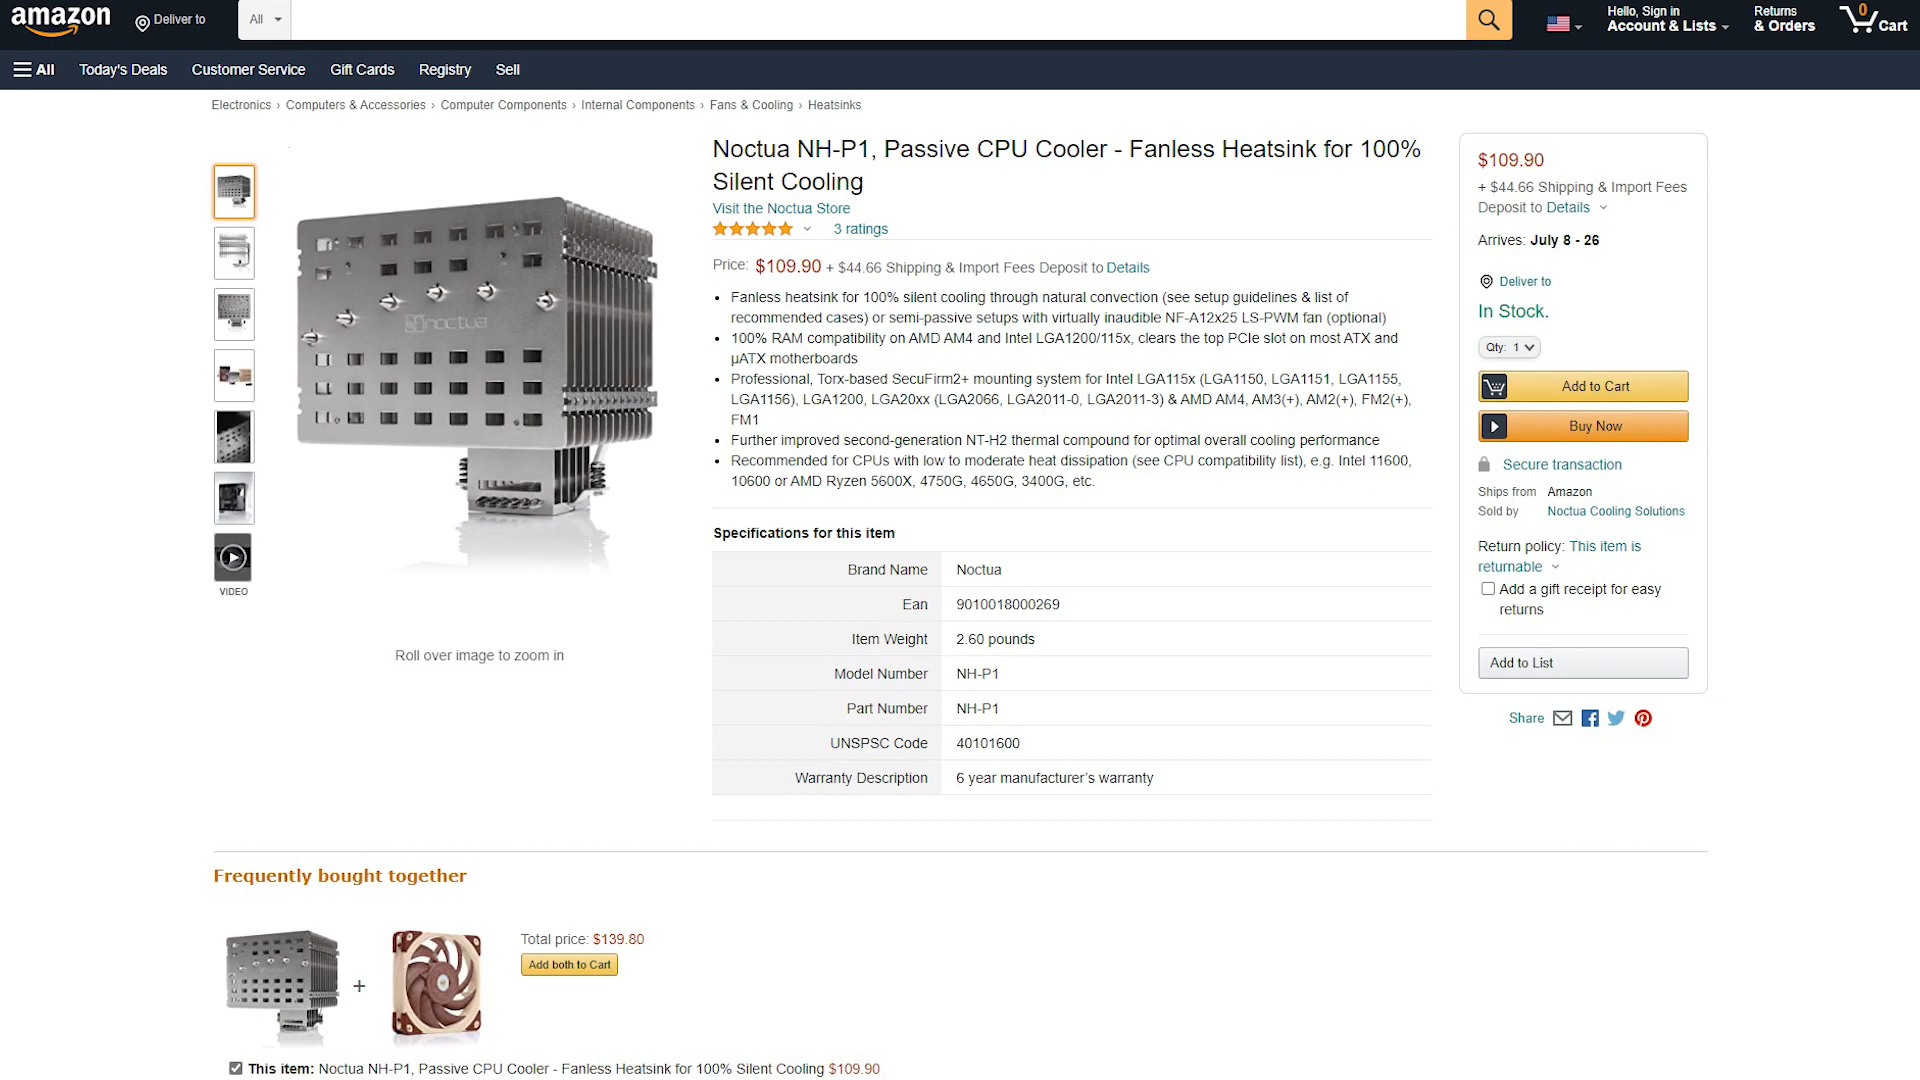 amazon
Deliver to
All
Hello, Sign in
Account & Lists
Returns
& Orders
0
Cart
All
Today's Deals
Customer Service
Gift Cards
Registry
Sell
Electronics › Computers & Accessories › Computer Components › Internal Components › Fans & Cooling › Heatsinks
Noctua NH-P1, Passive CPU Cooler - Fanless Heatsink for 100%
Silent Cooling
Visit the Noctua Store
3 ratings
Price: $109.90 + $44.66 Shipping & Import Fees Deposit to Details
• Fanless heatsink for 100% silent cooling through natural convection (see setup guidelines & list of
recommended cases) or semi-passive setups with virtually inaudible NF-A12x25 LS-PWM fan (optional)
• 100% RAM compatibility on AMD AM4 and Intel LGA1200/115x, clears the top PCIe slot on most ATX and
µATX motherboards
• Professional, Torx-based SecuFirm2+ mounting system for Intel LGA115x (LGA1150, LGA1151, LGA1155,
LGA1156), LGA1200, LGA20xx (LGA2066, LGA2011-0, LGA2011-3) & AMD AM4, AM3(+), AM2(+), FM2(+),
FM1
• Further improved second-generation NT-H2 thermal compound for optimal overall cooling performance
• Recommended for CPUs with low to moderate heat dissipation (see CPU compatibility list), e.g. Intel 11600,
10600 or AMD Ryzen 5600X, 4750G, 4650G, 3400G, etc.
Specifications for this item
Brand Name Noctua
Ean 9010018000269
Item Weight 2.60 pounds
Model Number NH-P1
Part Number NH-P1
UNSPSC Code 40101600
Warranty Description 6 year manufacturer's warranty
noctua
VIDEO
Roll over image to zoom in
$109.90
+ $44.66 Shipping & Import Fees
Deposit to Details
Arrives: July 8 - 26
Deliver to
In Stock.
Qty: 1
Add to Cart
Buy Now
Secure transaction
Ships from Amazon
Sold by Noctua Cooling Solutions
Return policy: This item is
returnable
Add a gift receipt for easy
returns
Add to List
Share
Frequently bought together
+
Total price: $139.80
Add both to Cart
This item: Noctua NH-P1, Passive CPU Cooler - Fanless Heatsink for 100% Silent Cooling $109.90